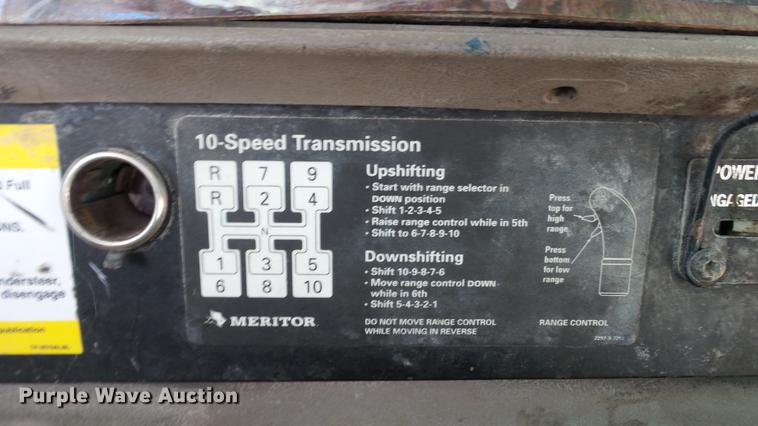 10-Speed Transmission
R 7 9
R 2 4
N
1 3 5
6 8 10
MERITOR
Upshifting
• Start with range selector in
DOWN position
• Shift 1-2-3-4-5
• Raise range control while in 5th
• Shift to 6-7-8-9-10
Downshifting
• Shift 10-9-8-7-6
• Move range control DOWN
while in 6th
• Shift 5-4-3-2-1
DO NOT MOVE RANGE CONTROL
WHILE MOVING IN REVERSE
Press
top for
high
range
Press
bottom
for low
range
RANGE CONTROL
Full
ONS.
ndersteer,
disengage
publication
POWE
NGAGED
Purple Wave Auction